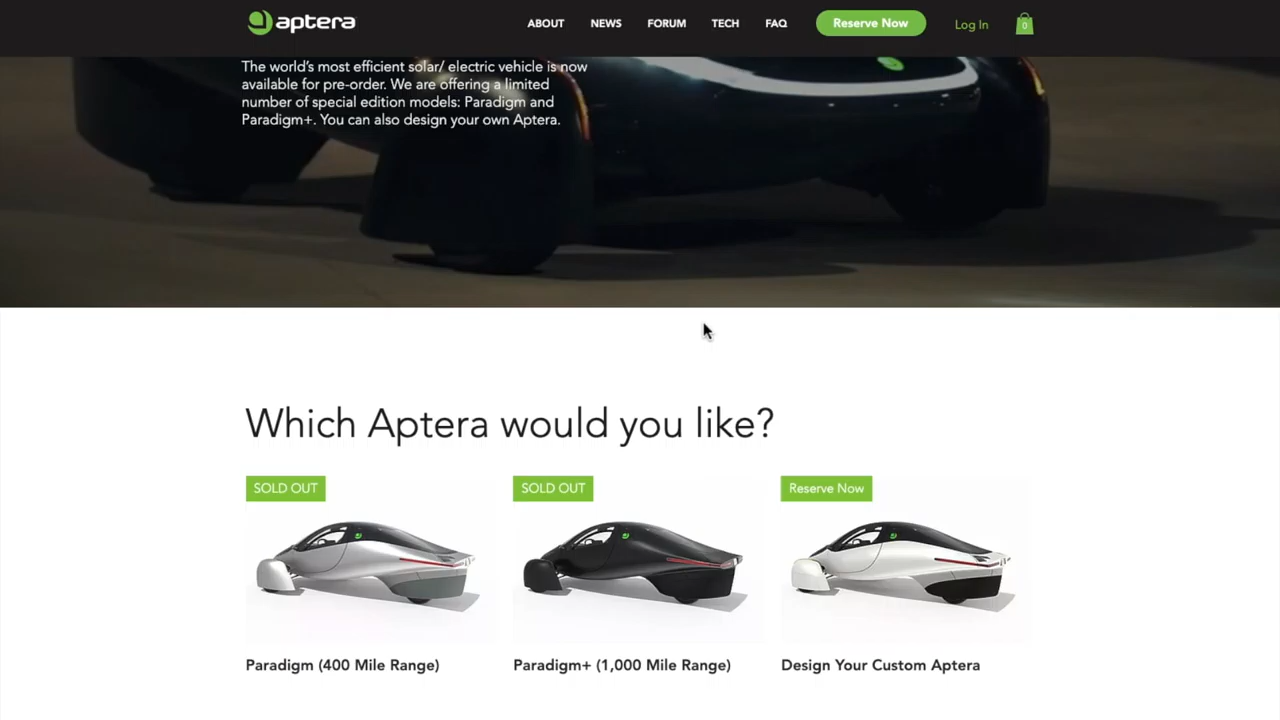 aptera
ABOUT NEWS FORUM TECH FAQ Reserve Now Log In 0
The world's most efficient solar/ electric vehicle is now
available for pre-order. We are offering a limited
number of special edition models: Paradigm and
Paradigm+. You can also design your own Aptera.
Which Aptera would you like?
SOLD OUT SOLD OUT Reserve Now
Paradigm (400 Mile Range) Paradigm+ (1,000 Mile Range) Design Your Custom Aptera